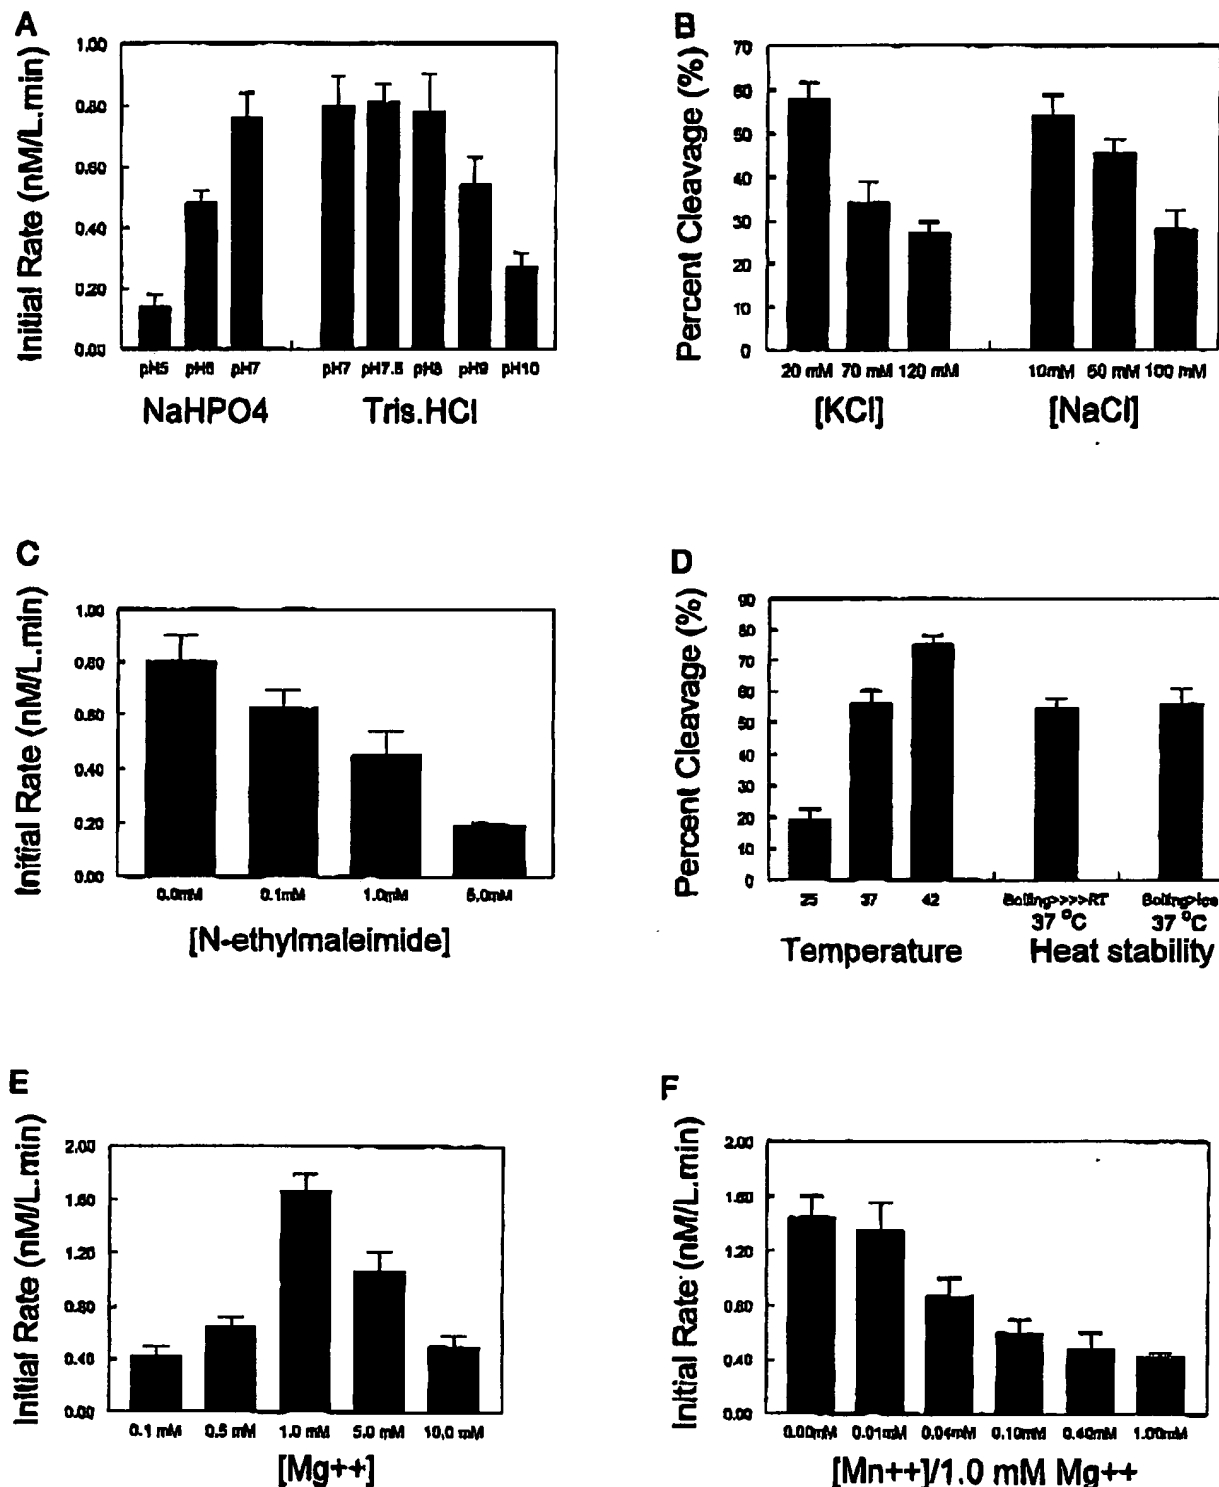 A
Initial Rate (nM/L.min)
1.00
0.80
0.60
0.40
0.20
0.00
pH5 pH6 pH7 pH7 pH7.5 pH8 pH9 pH10
NaHPO4 Tris.HCl
B
Percent Cleavage (%)
70
60
50
40
30
20
10
0
20 mM 70 mM 120 mM 10mM 50 mM 100 mM
[KCl] [NaCl]
C
Initial Rate (nM/L.min)
1.00
0.80
0.60
0.40
0.20
0.00
0.0mM 0.1mM 1.0mM 5.0mM
[N-ethylmaleimide]
D
Percent Cleavage (%)
90
80
70
60
50
40
30
20
10
0
25 37 42 Boiling>>>>RT Boiling>ice
37 °C 37 °C
Temperature Heat stability
E
Initial Rate (nM/L.min)
2.00
1.60
1.20
0.80
0.40
0.00
0.1 mM 0.5 mM 1.0 mM 5.0 mM 10.0 mM
[Mg++]
F
Initial Rate (nM/L.min)
2.00
1.60
1.20
0.80
0.40
0.00
0.00mM 0.01mM 0.04mM 0.10mM 0.40mM 1.00mM
[Mn++]/1.0 mM Mg++